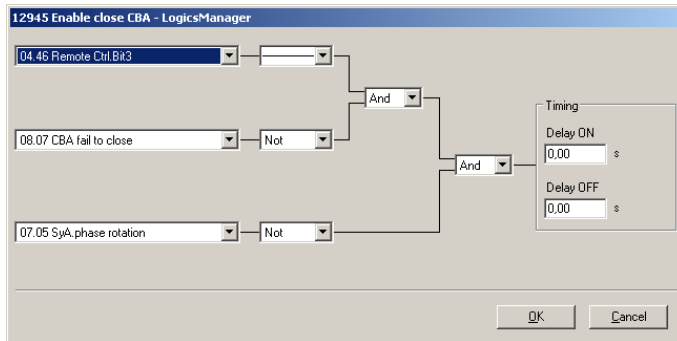 12945 Enable close CBA - LogicsManager
04.46 Remote Ctrl.Bit3
And
Timing
Delay ON
0,00 s
08.07 CBA fail to close
Not
And
Delay OFF
0,00 s
07.05 SyA.phase rotation
Not
OK
Cancel